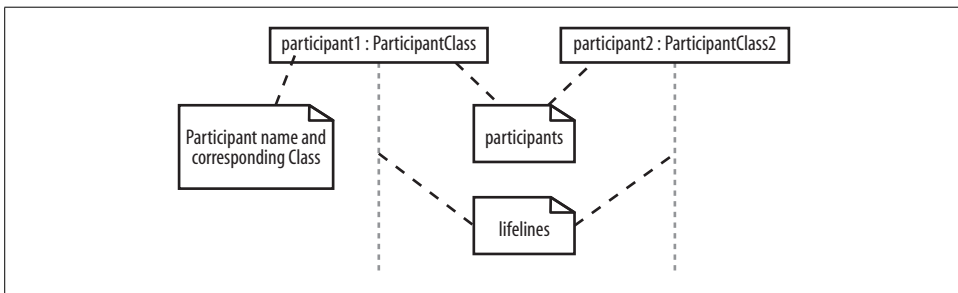 participant1 : ParticipantClass
participant2 : ParticipantClass2
Participant name and
corresponding Class
participants
lifelines